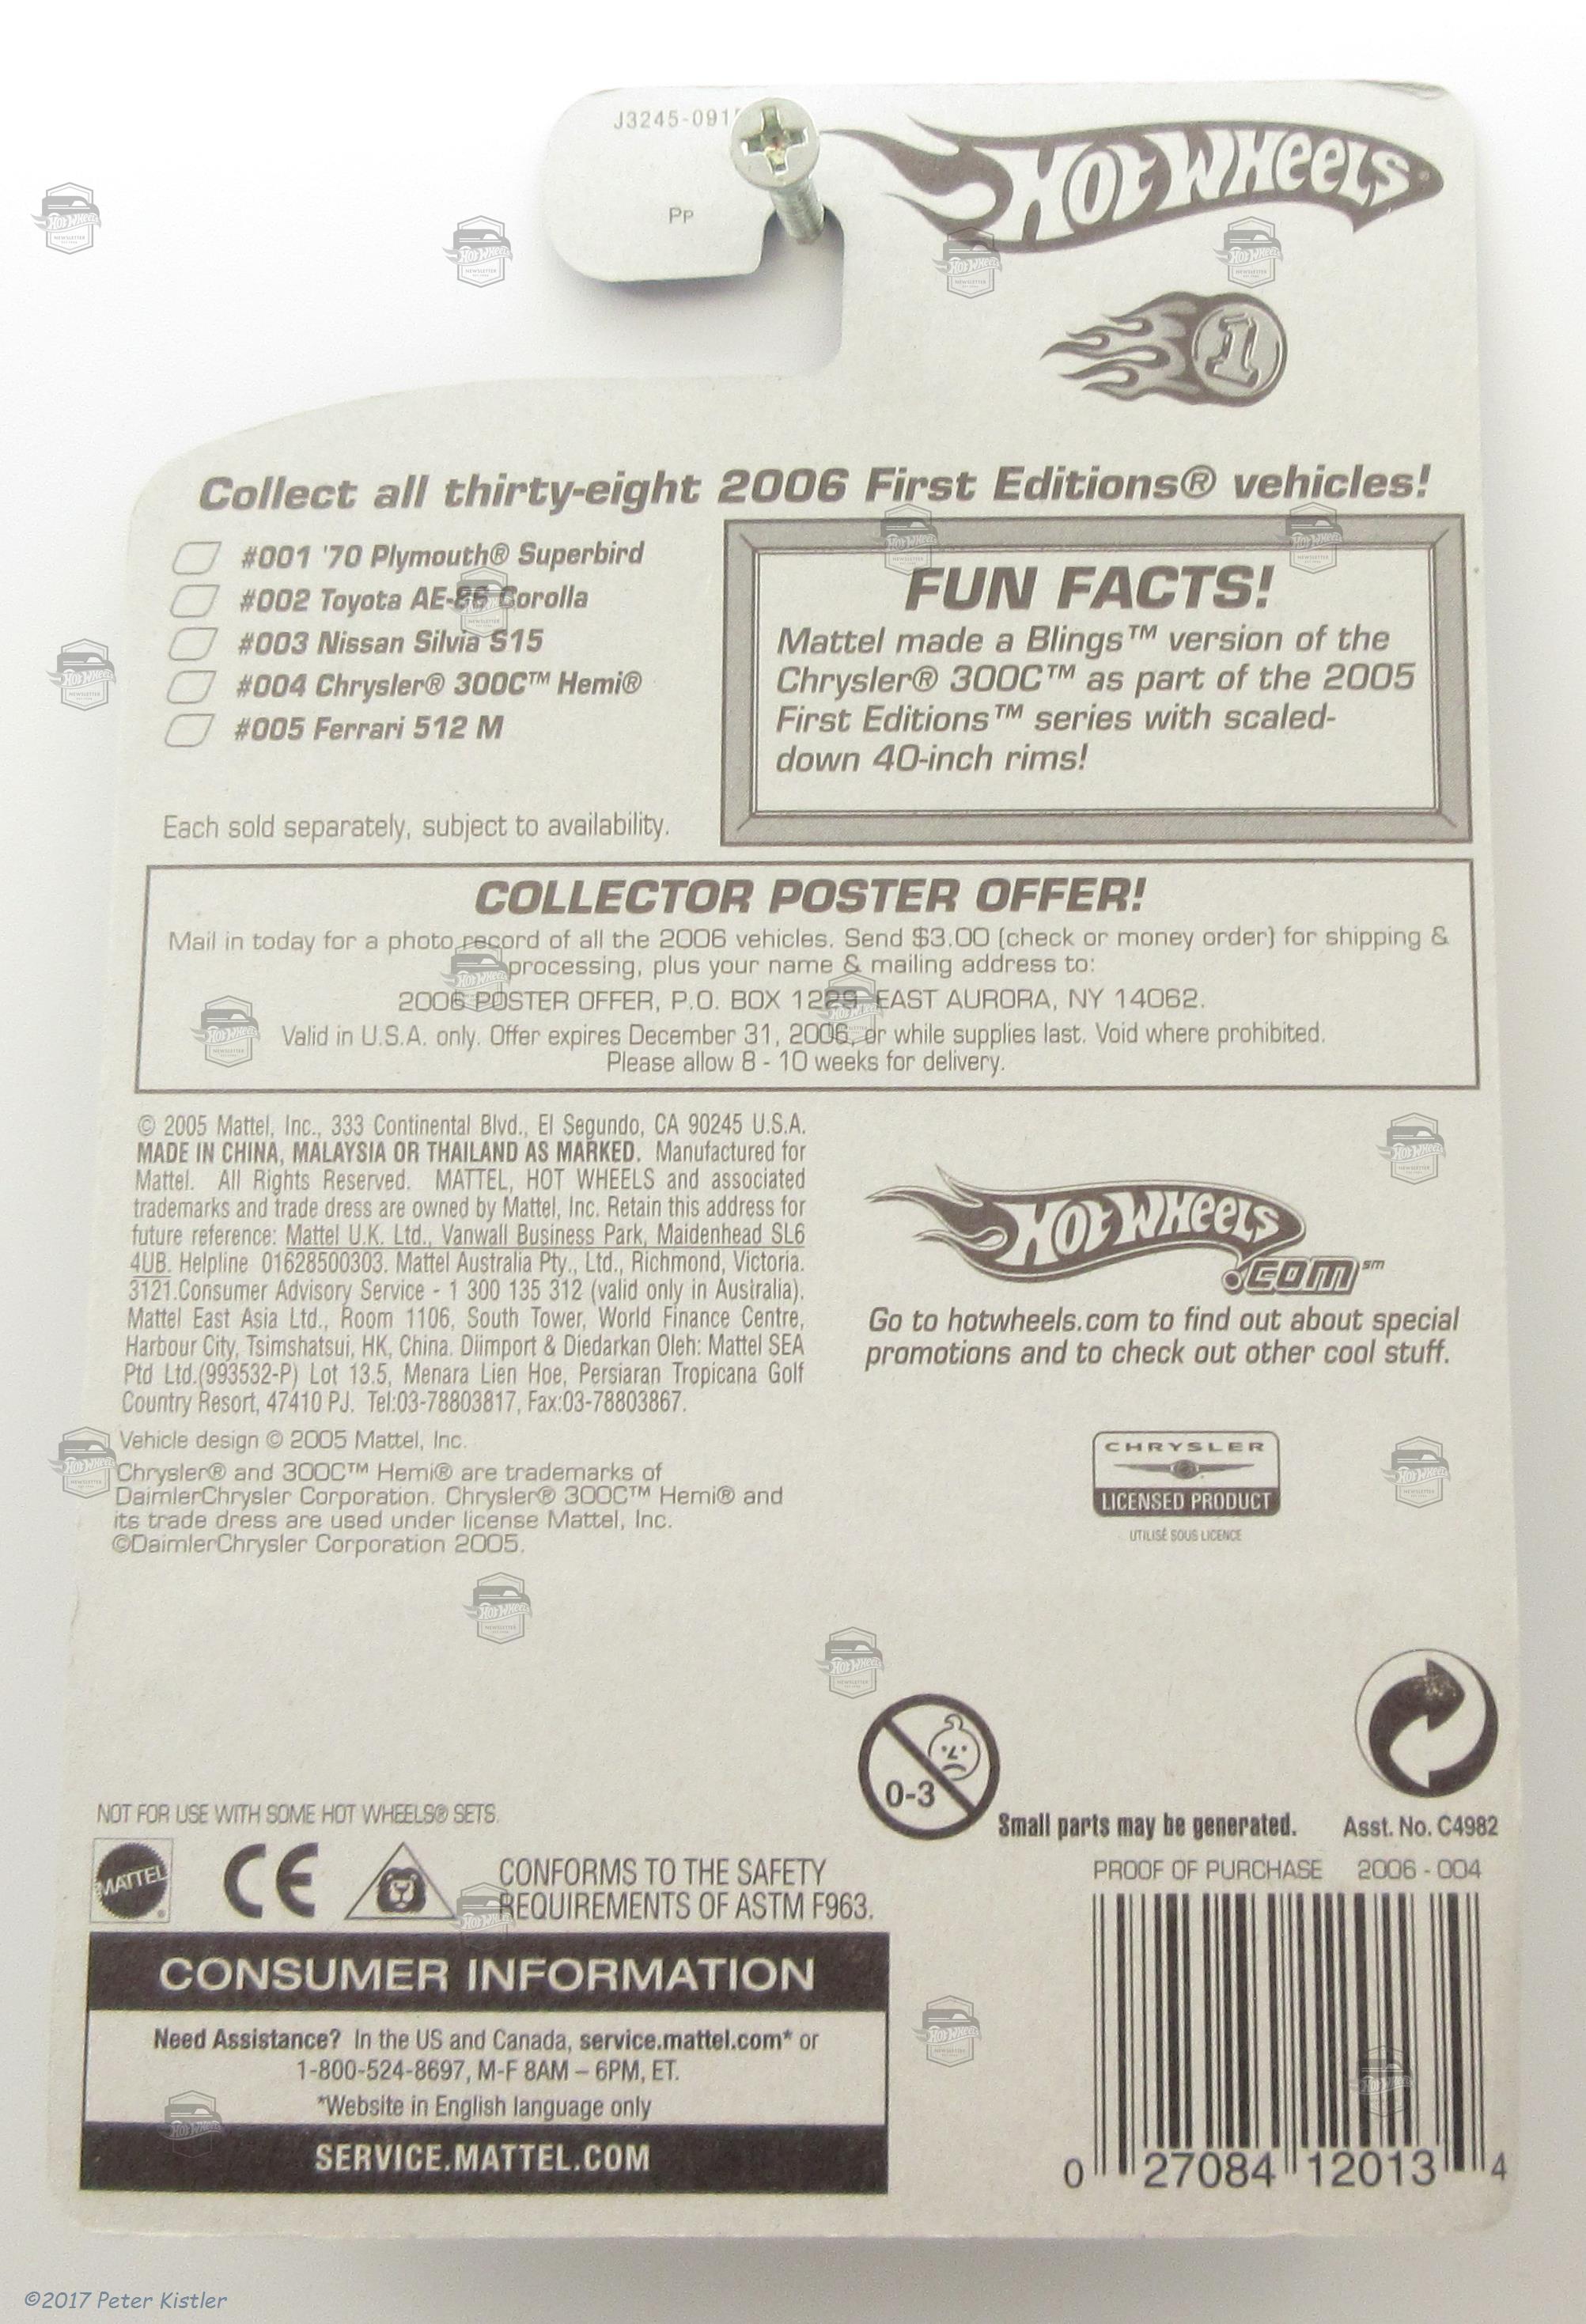 J3245-091
Pp
HOT WHEELS
1
Collect all thirty-eight 2006 First Editions® vehicles!
#001 '70 Plymouth® Superbird
#002 Toyota AE-86 Corolla
#003 Nissan Silvia S15
#004 Chrysler® 300C™ Hemi®
#005 Ferrari 512 M
Each sold separately, subject to availability.
FUN FACTS!
Mattel made a Blings™ version of the
Chrysler® 300C™ as part of the 2005
First Editions™ series with scaled-
down 40-inch rims!
COLLECTOR POSTER OFFER!
Mail in today for a photo record of all the 2006 vehicles. Send $3.00 (check or money order) for shipping &
processing, plus your name & mailing address to:
2006 POSTER OFFER, P.O. BOX 1229, EAST AURORA, NY 14062.
Valid in U.S.A. only. Offer expires December 31, 2006, or while supplies last. Void where prohibited.
Please allow 8 - 10 weeks for delivery.
© 2005 Mattel, Inc., 333 Continental Blvd., El Segundo, CA 90245 U.S.A.
MADE IN CHINA, MALAYSIA OR THAILAND AS MARKED. Manufactured for
Mattel. All Rights Reserved. MATTEL, HOT WHEELS and associated
trademarks and trade dress are owned by Mattel, Inc. Retain this address for
future reference: Mattel U.K. Ltd., Vanwall Business Park, Maidenhead SL6
4UB. Helpline 01628500303. Mattel Australia Pty., Ltd., Richmond, Victoria.
3121.Consumer Advisory Service - 1 300 135 312 (valid only in Australia).
Mattel East Asia Ltd., Room 1106, South Tower, World Finance Centre,
Harbour City, Tsimshatsui, HK, China. Diimport & Diedarkan Oleh: Mattel SEA
Ptd Ltd.(993532-P) Lot 13.5, Menara Lien Hoe, Persiaran Tropicana Golf
Country Resort, 47410 PJ. Tel:03-78803817, Fax:03-78803867.
Vehicle design © 2005 Mattel, Inc.
Chrysler® and 300C™ Hemi® are trademarks of
DaimlerChrysler Corporation. Chrysler® 300C™ Hemi® and
its trade dress are used under license Mattel, Inc.
©DaimlerChrysler Corporation 2005.
HOT WHEELS
.COM℠
Go to hotwheels.com to find out about special
promotions and to check out other cool stuff.
CHRYSLER
LICENSED PRODUCT
UTILISÉ SOUS LICENCE
0-3
Small parts may be generated.
Asst. No. C4982
PROOF OF PURCHASE 2006 - 004
0 27084 12013 4
NOT FOR USE WITH SOME HOT WHEELS® SETS.
MATTEL
CE
CONFORMS TO THE SAFETY
REQUIREMENTS OF ASTM F963.
CONSUMER INFORMATION
Need Assistance? In the US and Canada, service.mattel.com* or
1-800-524-8697, M-F 8AM – 6PM, ET.
*Website in English language only
SERVICE.MATTEL.COM
©2017 Peter Kistler